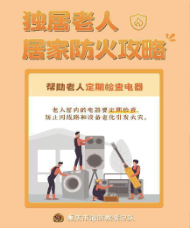 独居老人
居家防火攻略
帮助老人定期检查电器
老人屋内的电器要定期检查，
防止因线路和设备老化引发火灾。